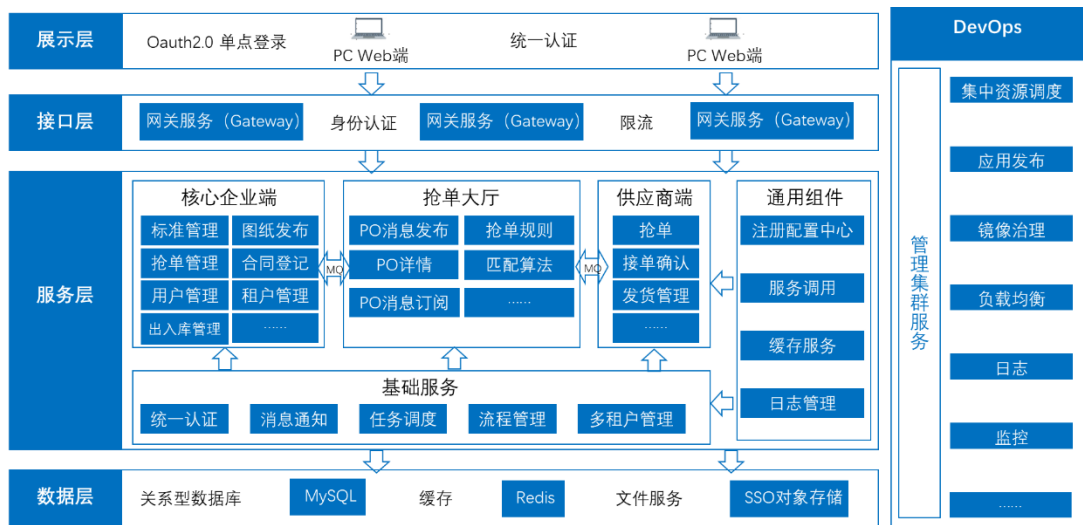 展示层
Oauth2.0 单点登录
PC Web端
统一认证
PC Web端
接口层
网关服务（Gateway）
身份认证
网关服务（Gateway）
限流
网关服务（Gateway）
服务层
核心企业端
标准管理
图纸发布
抢单管理
合同登记
用户管理
租户管理
出入库管理
......
MQ
抢单大厅
PO消息发布
抢单规则
PO详情
匹配算法
PO消息订阅
......
MQ
供应商端
抢单
接单确认
发货管理
......
通用组件
注册配置中心
服务调用
缓存服务
日志管理
基础服务
统一认证
消息通知
任务调度
流程管理
多租户管理
数据层
关系型数据库
MySQL
缓存
Redis
文件服务
SSO对象存储
DevOps
管理集群服务
集中资源调度
应用发布
镜像治理
负载均衡
日志
监控
......